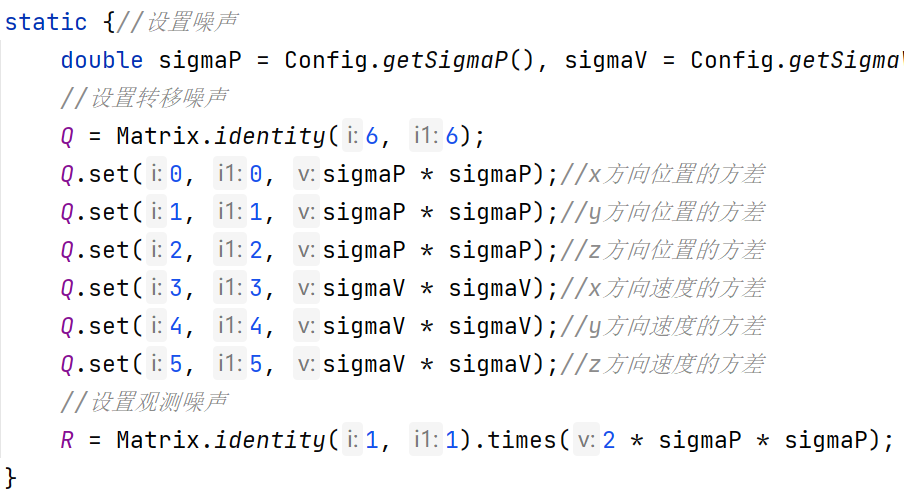 static {//设置噪声
double sigmaP = Config.getSigmaP(), sigmaV = Config.getSigmaV
//设置转移噪声
Q = Matrix.identity( i: 6, i1: 6);
Q.set( i: 0, i1: 0, v: sigmaP * sigmaP);//x方向位置的方差
Q.set( i: 1, i1: 1, v: sigmaP * sigmaP);//y方向位置的方差
Q.set( i: 2, i1: 2, v: sigmaP * sigmaP);//z方向位置的方差
Q.set( i: 3, i1: 3, v: sigmaV * sigmaV);//x方向速度的方差
Q.set( i: 4, i1: 4, v: sigmaV * sigmaV);//y方向速度的方差
Q.set( i: 5, i1: 5, v: sigmaV * sigmaV);//z方向速度的方差
//设置观测噪声
R = Matrix.identity( i: 1, i1: 1).times( v: 2 * sigmaP * sigmaP);
}